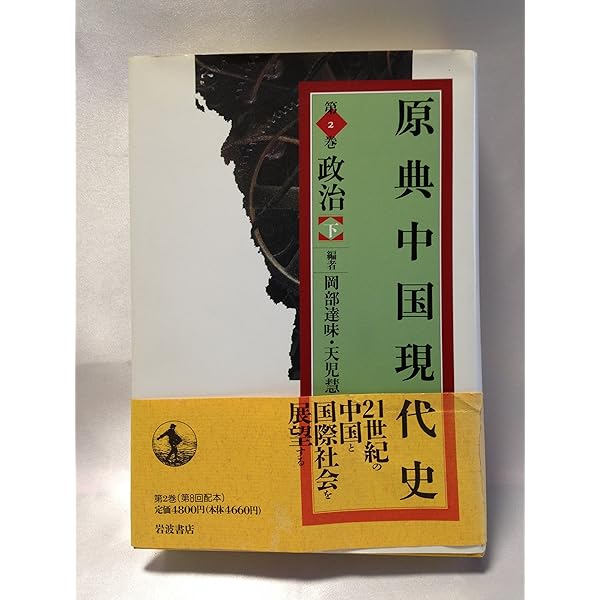 原典中国現代史
第2巻 政治【下】
編者 岡部達味・天児慧
21世紀の
中国と
国際社会を
展望する
第2巻(第8回配本)
定価4800円(本体4660円)
岩波書店